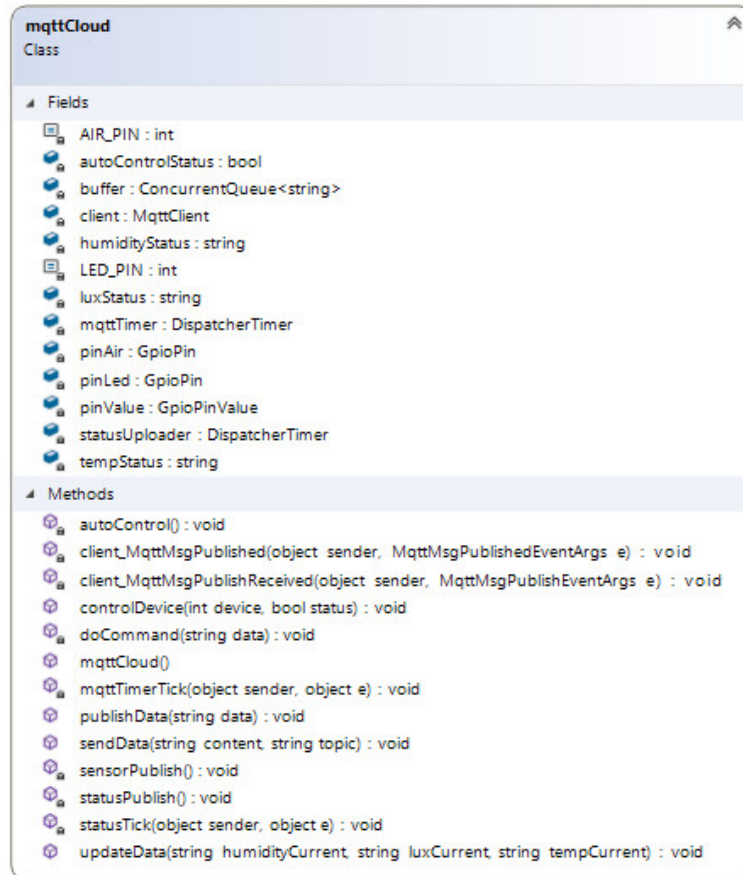 mqttCloud
Class
Fields
AIR_PIN : int
autoControlStatus : bool
buffer : ConcurrentQueue<string>
client : MqttClient
humidityStatus : string
LED_PIN : int
luxStatus : string
mqttTimer : DispatcherTimer
pinAir : GpioPin
pinLed : GpioPin
pinValue : GpioPinValue
statusUploader : DispatcherTimer
tempStatus : string
Methods
autoControl() : void
client_MqttMsgPublished(object sender, MqttMsgPublishedEventArgs e) : void
client_MqttMsgPublishReceived(object sender, MqttMsgPublishEventArgs e) : void
controlDevice(int device, bool status) : void
doCommand(string data) : void
mqttCloud()
mqttTimerTick(object sender, object e) : void
publishData(string data) : void
sendData(string content, string topic) : void
sensorPublish() : void
statusPublish() : void
statusTick(object sender, object e) : void
updateData(string humidityCurrent, string luxCurrent, string tempCurrent) : void